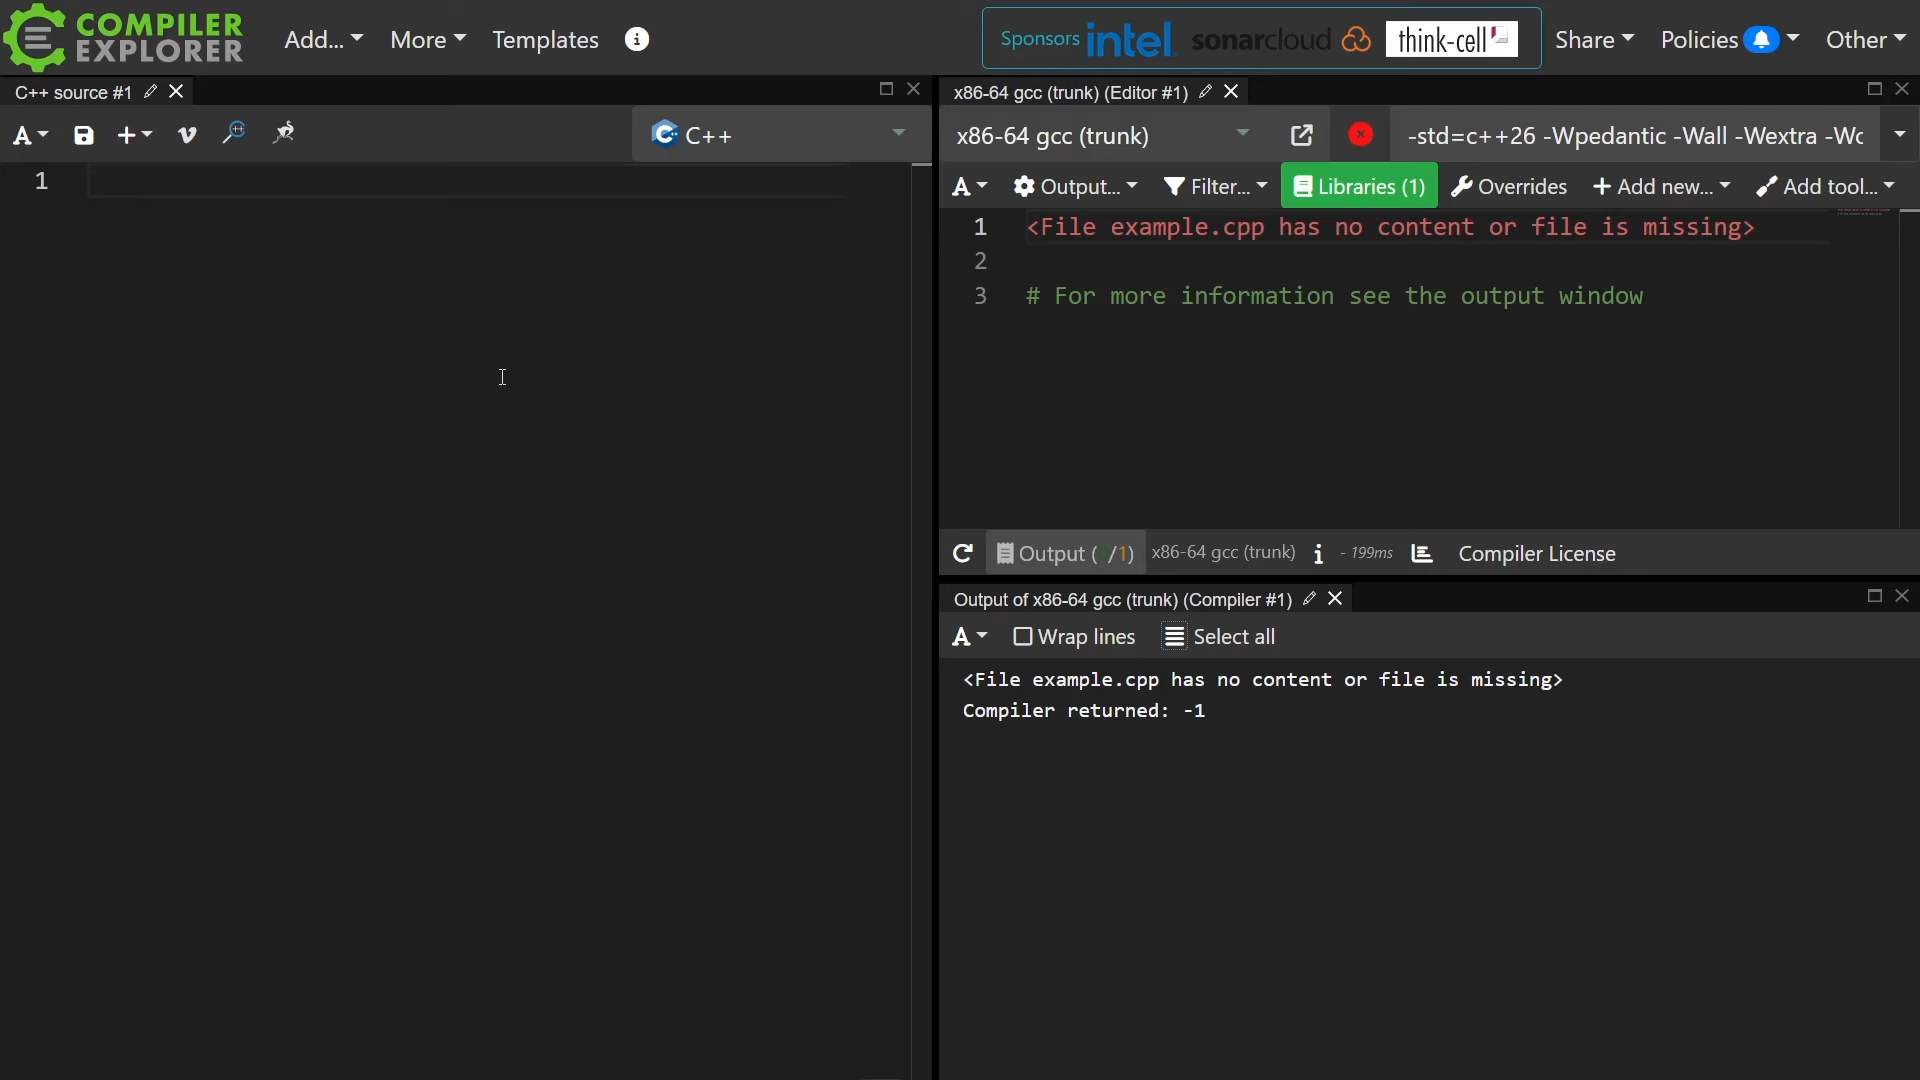 COMPILER
EXPLORER
Add...
More
Templates
Sponsors intel. sonarcloud think-cell
Share
Policies
Other
C++ source #1
C++
1
x86-64 gcc (trunk) (Editor #1)
x86-64 gcc (trunk)
-std=c++26 -Wpedantic -Wall -Wextra -Wc
A
Output...
Filter...
Libraries (1)
Overrides
Add new...
Add tool...
1 <File example.cpp has no content or file is missing>
2
3 # For more information see the output window
Output ( /1)
x86-64 gcc (trunk)
- 199ms
Compiler License
Output of x86-64 gcc (trunk) (Compiler #1)
A
Wrap lines
Select all
<File example.cpp has no content or file is missing>
Compiler returned: -1